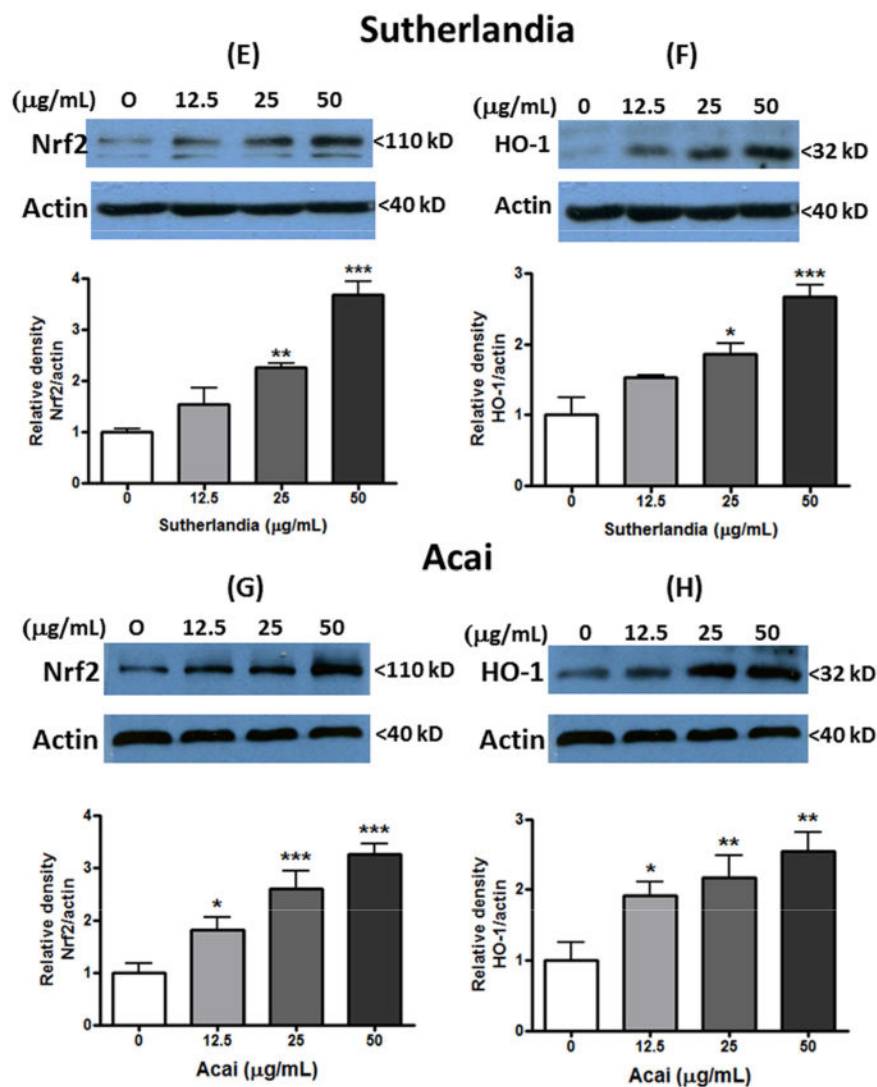 Sutherlandia
(E)
(μg/mL) O 12.5 25 50
Nrf2 <110 kD
Actin <40 kD
Relative density
Nrf2/actin
4
3
2
1
0
** ***
0 12.5 25 50
Sutherlandia (μg/mL)
(F)
(μg/mL) 0 12.5 25 50
HO-1 <32 kD
Actin <40 kD
Relative density
HO-1/actin
3
2
1
0
* ***
0 12.5 25 50
Sutherlandia (μg/mL)
Acai
(G)
(μg/mL) O 12.5 25 50
Nrf2 <110 kD
Actin <40 kD
Relative density
Nrf2/actin
4
3
2
1
0
* *** ***
0 12.5 25 50
Acai (μg/mL)
(H)
(μg/mL) 0 12.5 25 50
HO-1 <32 kD
Actin <40 kD
Relative density
HO-1/actin
3
2
1
0
* ** **
0 12.5 25 50
Acai (μg/mL)